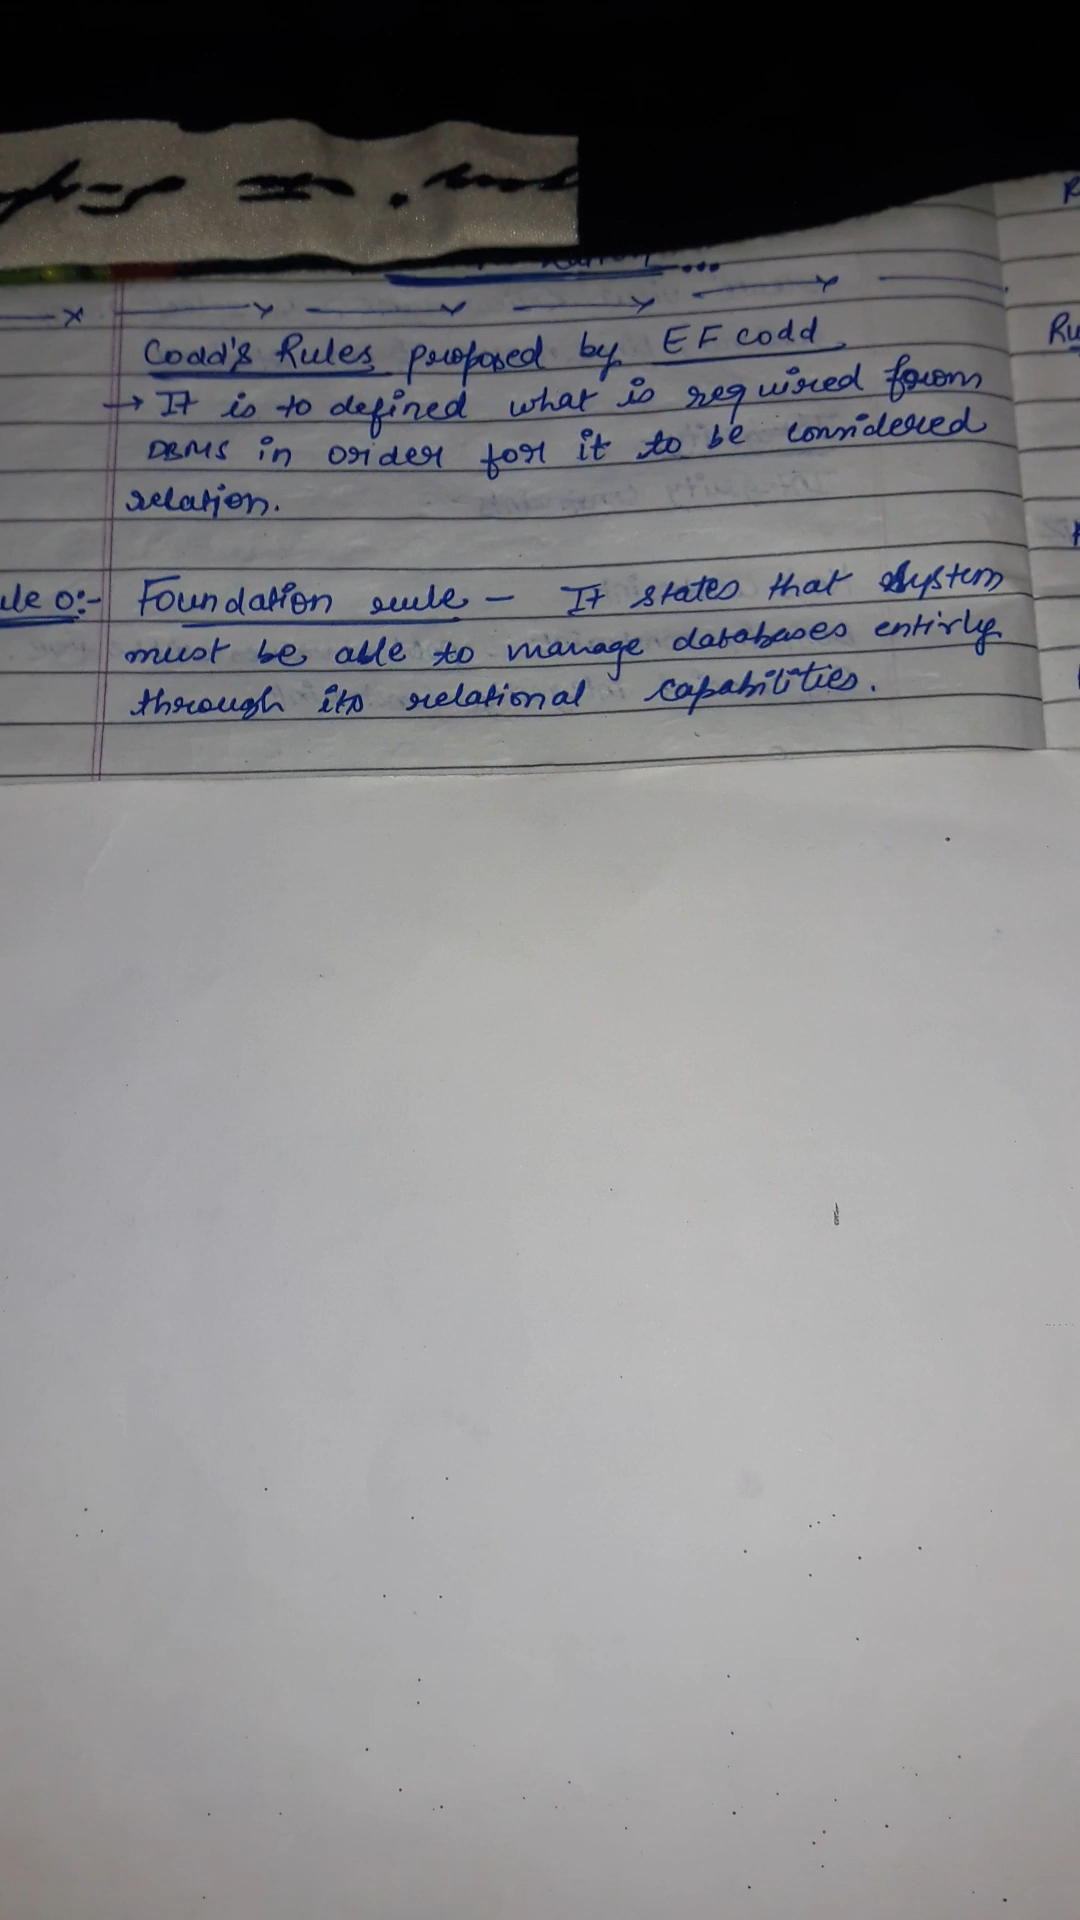 Codd's Rules proposed by EF codd
→ It is to defined what is required from
DBMS in order for it to be considered
relation.
Rule 0:- Foundation rule - It states that system
must be able to manage databases entirly
through its relational capabilities.